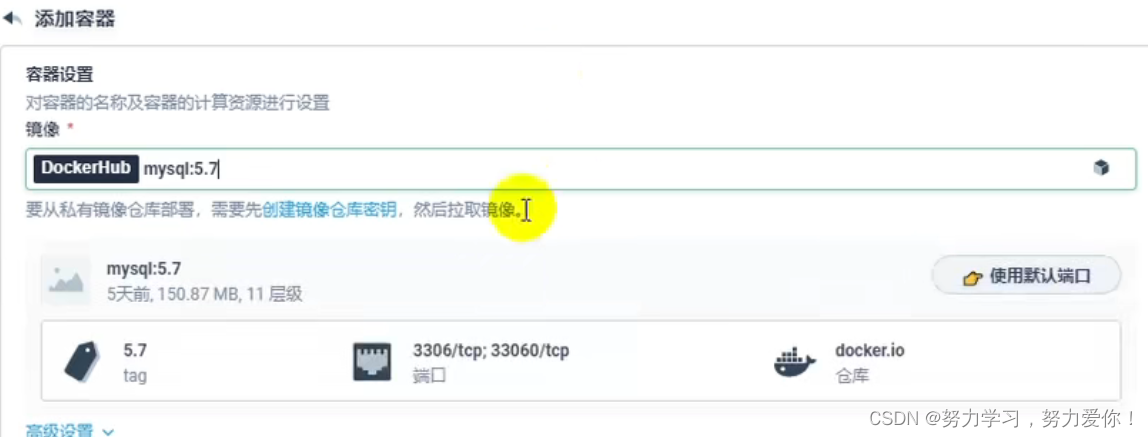 添加容器
容器设置
对容器的名称及容器的计算资源进行设置
镜像 *
DockerHub mysql:5.7
要从私有镜像仓库部署，需要先创建镜像仓库密钥，然后拉取镜像。
mysql:5.7
5天前, 150.87 MB, 11 层级
使用默认端口
5.7
tag
3306/tcp; 33060/tcp
端口
docker.io
仓库
高级设置
CSDN @努力学习，努力爱你！